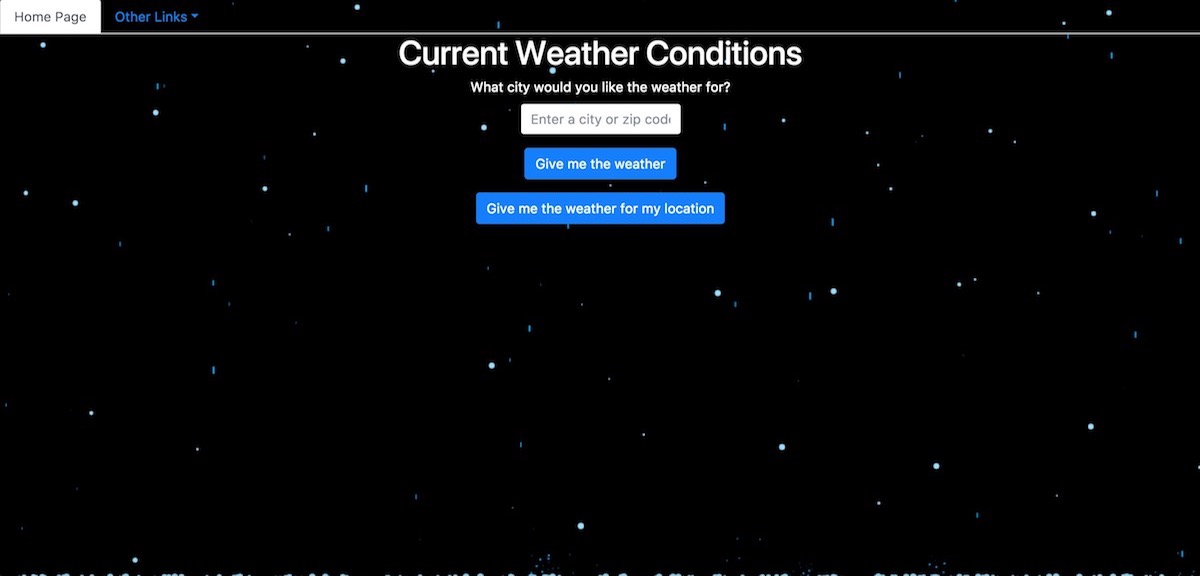 Home Page
Other Links
Current Weather Conditions
What city would you like the weather for?
Enter a city or zip code
Give me the weather
Give me the weather for my location